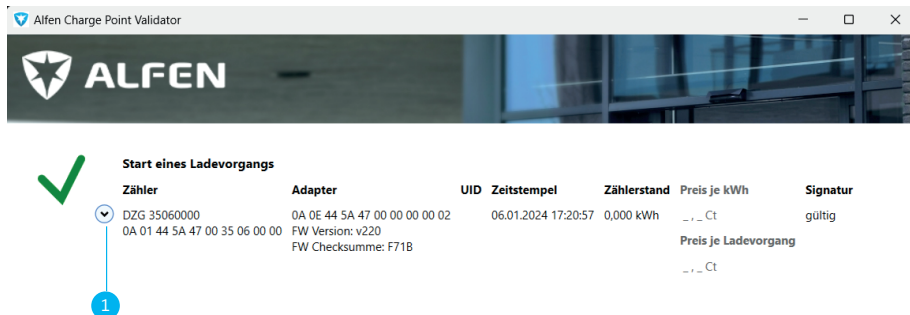 Alfen Charge Point Validator
ALFEN
Start eines Ladevorgangs
Zähler Adapter UID Zeitstempel Zählerstand Preis je kWh Signatur
DZG 35060000 0A 0E 44 5A 47 00 00 00 00 02 06.01.2024 17:20:57 0,000 kWh _,_ Ct gültig
0A 01 44 5A 47 00 35 06 00 00 FW Version: v220
FW Checksumme: F71B Preis je Ladevorgang
_,_ Ct
1